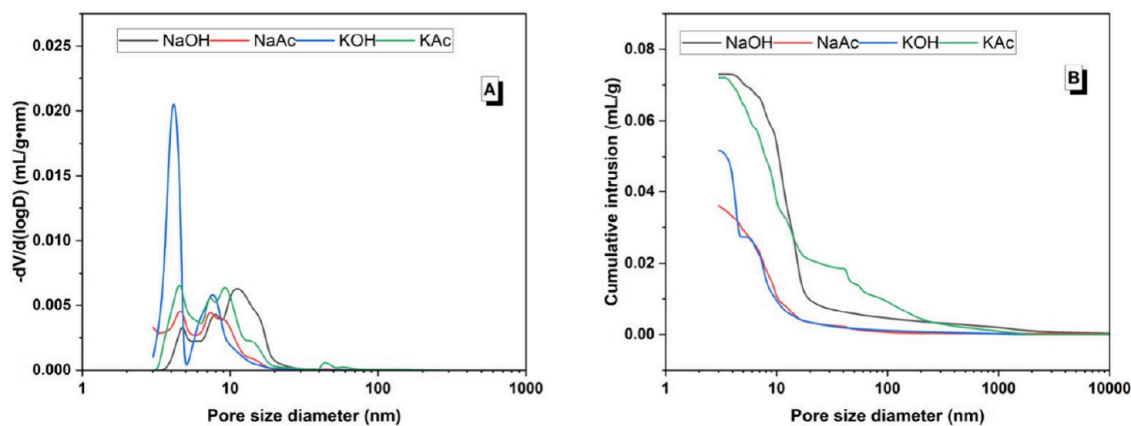 NaOH NaAc KOH KAc
A
-dV/d(logD) (mL/g•nm)
0.025
0.020
0.015
0.010
0.005
0.000
1 10 100 1000
Pore size diameter (nm)
NaOH NaAc KOH KAc
B
Cumulative intrusion (mL/g)
0.08
0.06
0.04
0.02
0.00
1 10 100 1000 10000
Pore size diameter (nm)